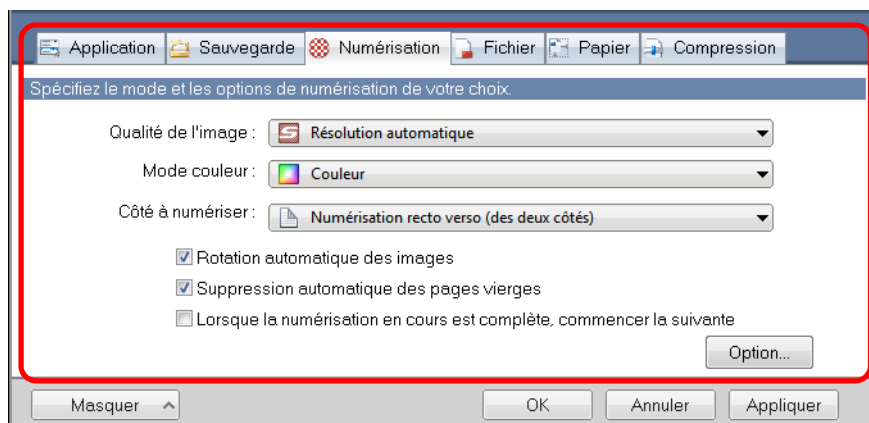 Application Sauvegarde Numérisation Fichier Papier Compression
Spécifiez le mode et les options de numérisation de votre choix.
Qualité de l'image : Résolution automatique
Mode couleur : Couleur
Côté à numériser : Numérisation recto verso (des deux côtés)
Rotation automatique des images
Suppression automatique des pages vierges
Lorsque la numérisation en cours est complète, commencer la suivante
Option...
Masquer OK Annuler Appliquer